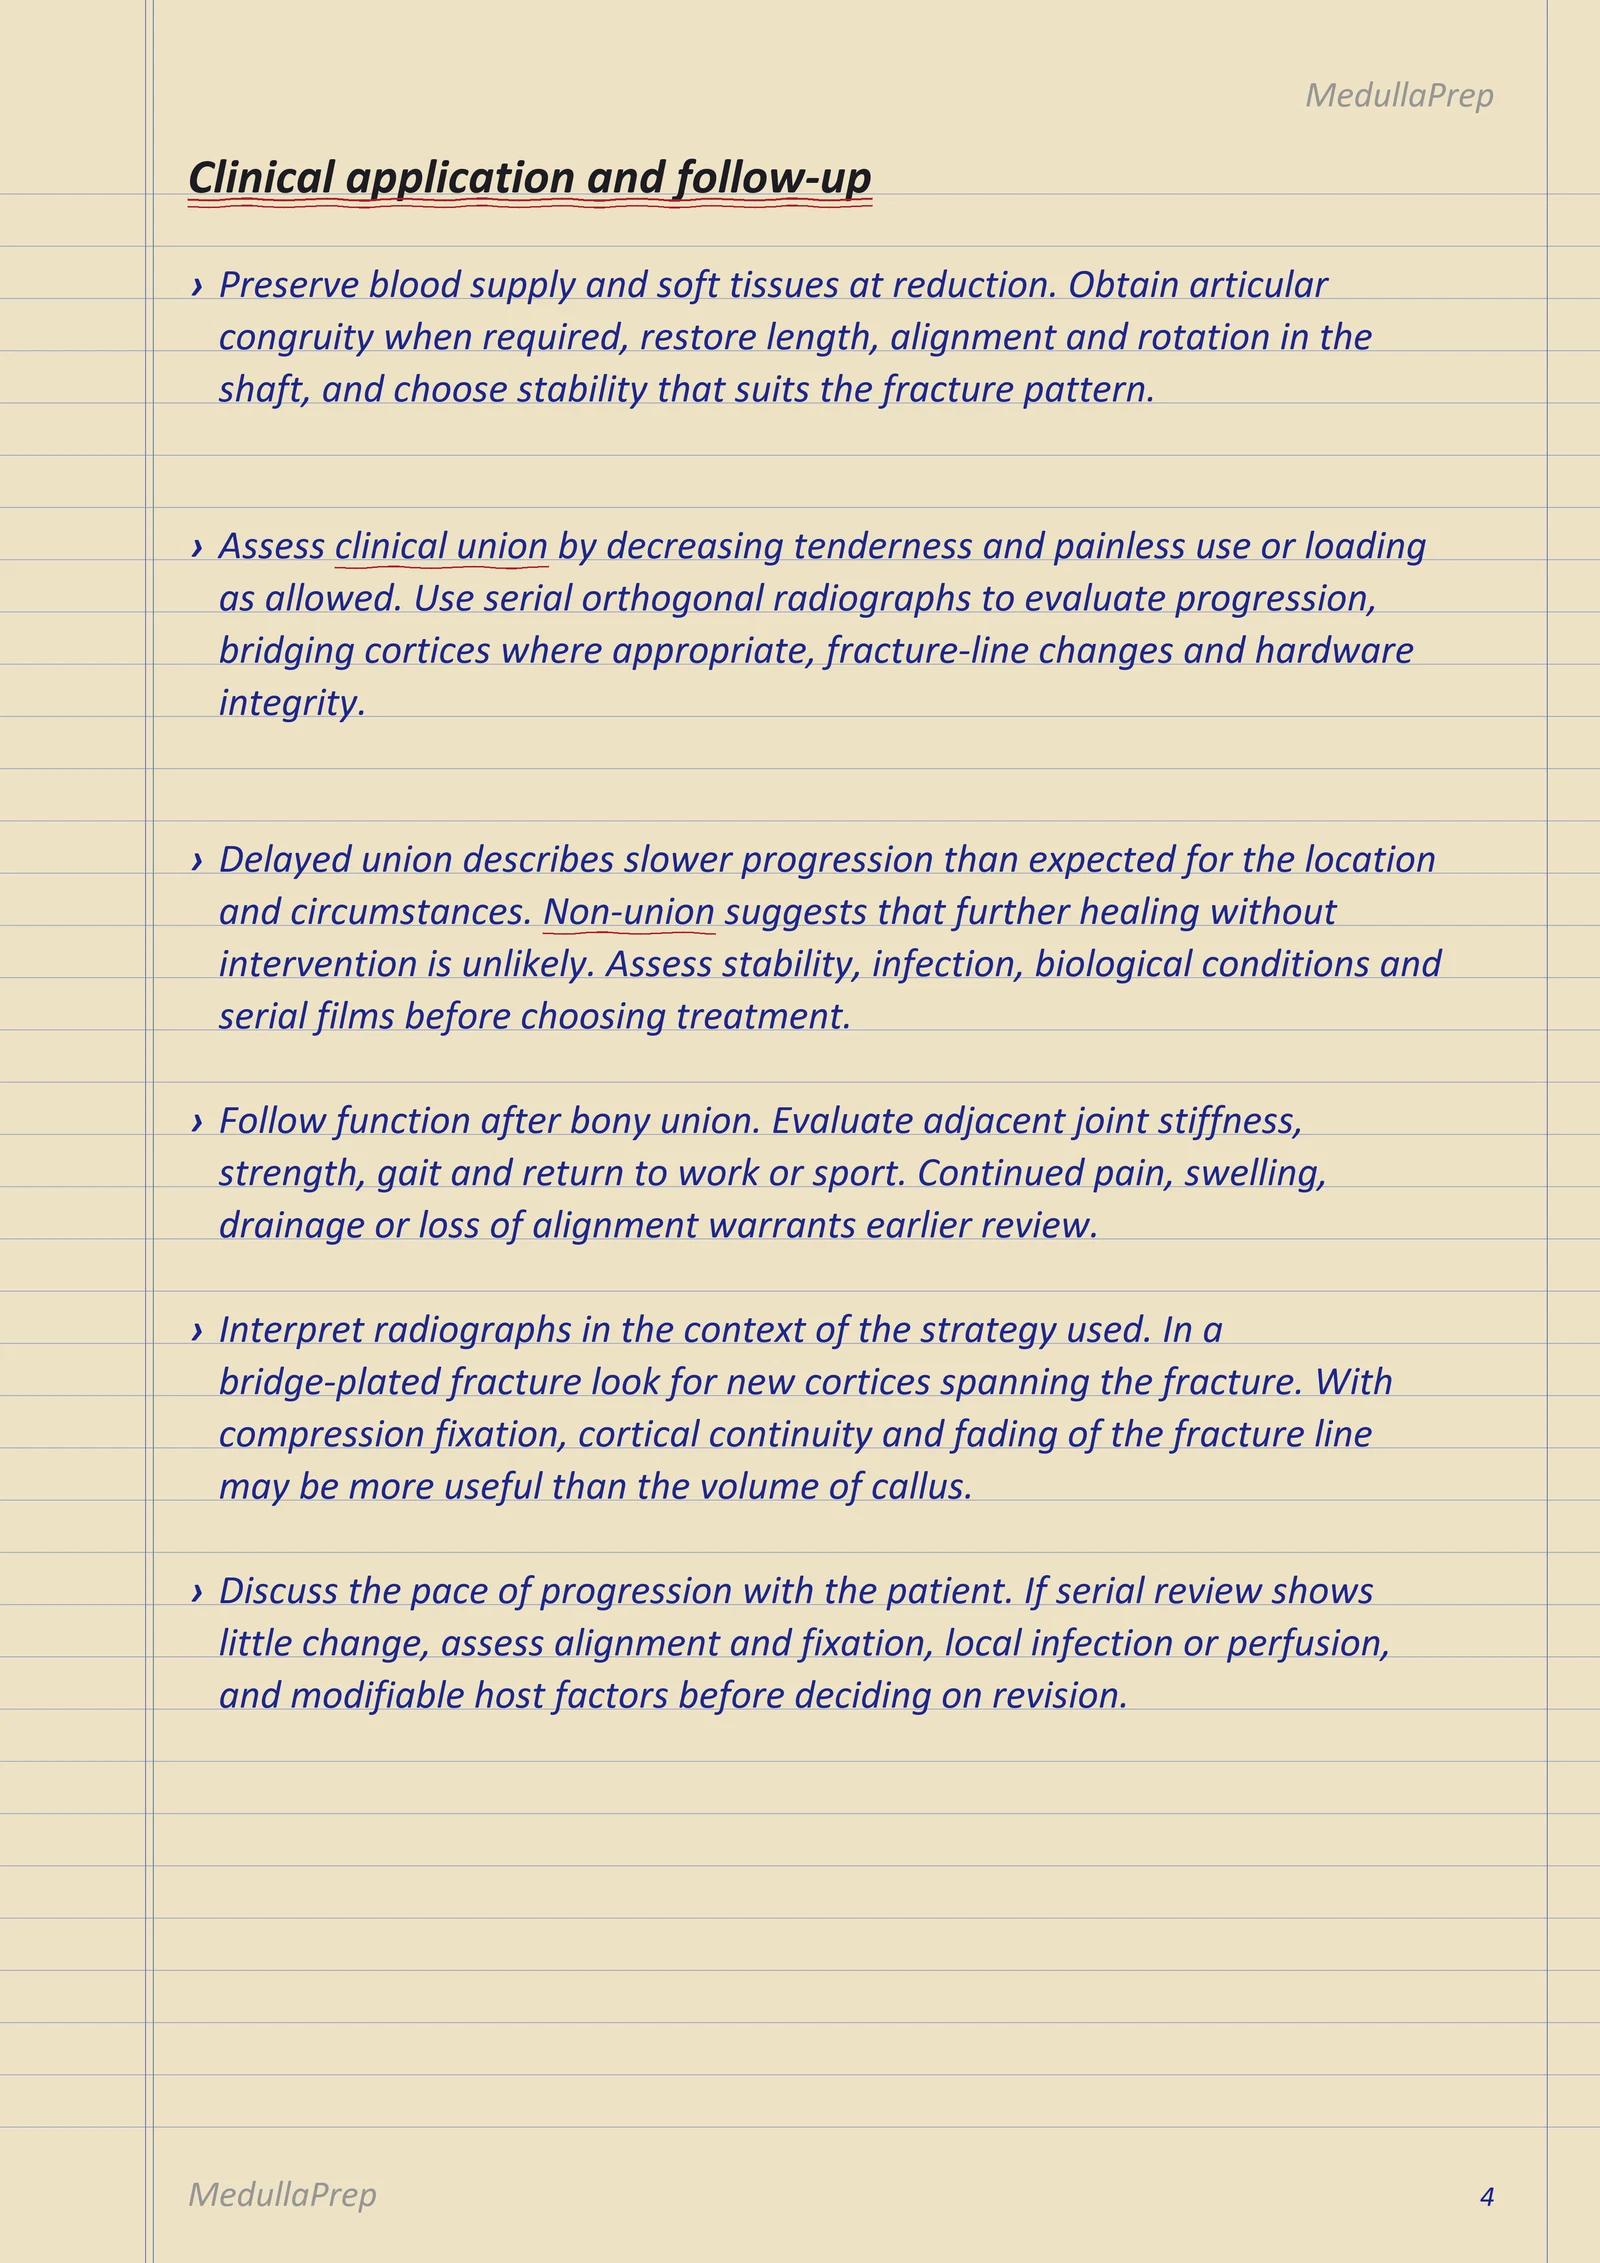 MedullaPrep
Clinical application and follow-up
› Preserve blood supply and soft tissues at reduction. Obtain articular
congruity when required, restore length, alignment and rotation in the
shaft, and choose stability that suits the fracture pattern.
› Assess clinical union by decreasing tenderness and painless use or loading
as allowed. Use serial orthogonal radiographs to evaluate progression,
bridging cortices where appropriate, fracture-line changes and hardware
integrity.
› Delayed union describes slower progression than expected for the location
and circumstances. Non-union suggests that further healing without
intervention is unlikely. Assess stability, infection, biological conditions and
serial films before choosing treatment.
› Follow function after bony union. Evaluate adjacent joint stiffness,
strength, gait and return to work or sport. Continued pain, swelling,
drainage or loss of alignment warrants earlier review.
› Interpret radiographs in the context of the strategy used. In a
bridge-plated fracture look for new cortices spanning the fracture. With
compression fixation, cortical continuity and fading of the fracture line
may be more useful than the volume of callus.
› Discuss the pace of progression with the patient. If serial review shows
little change, assess alignment and fixation, local infection or perfusion,
and modifiable host factors before deciding on revision.
MedullaPrep
4